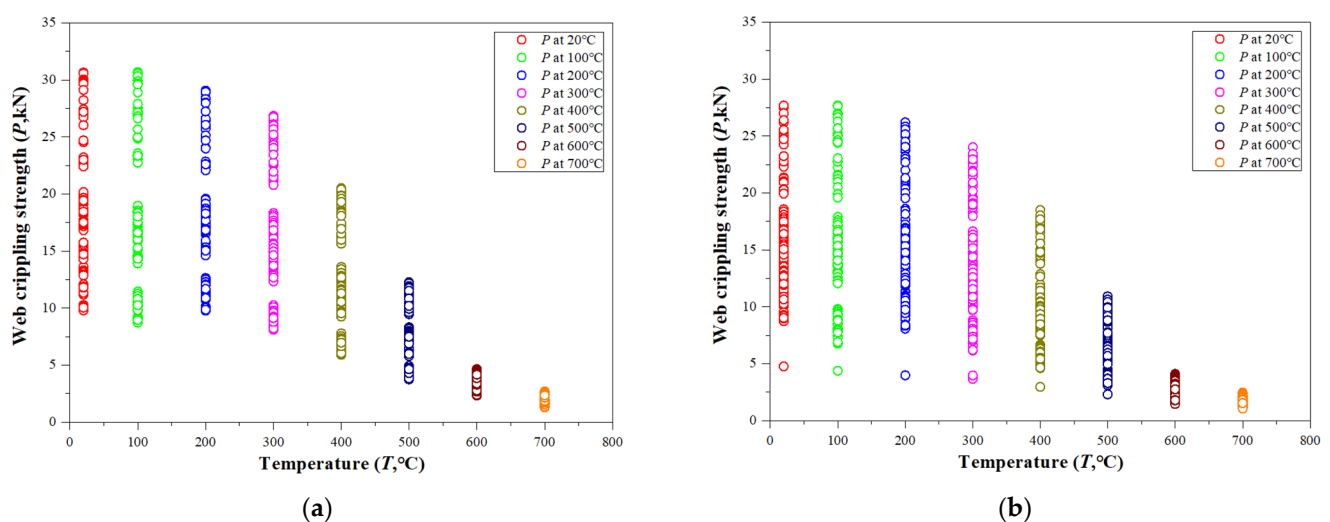 35
30
25
20
15
10
5
0
Web crippling strength (P,kN)
P at 20℃
P at 100℃
P at 200℃
P at 300℃
P at 400℃
P at 500℃
P at 600℃
P at 700℃
0 100 200 300 400 500 600 700 800
Temperature (T,℃)
(a)
35
30
25
20
15
10
5
0
Web crippling strength (P,kN)
P at 20℃
P at 100℃
P at 200℃
P at 300℃
P at 400℃
P at 500℃
P at 600℃
P at 700℃
0 100 200 300 400 500 600 700 800
Temperature (T,℃)
(b)